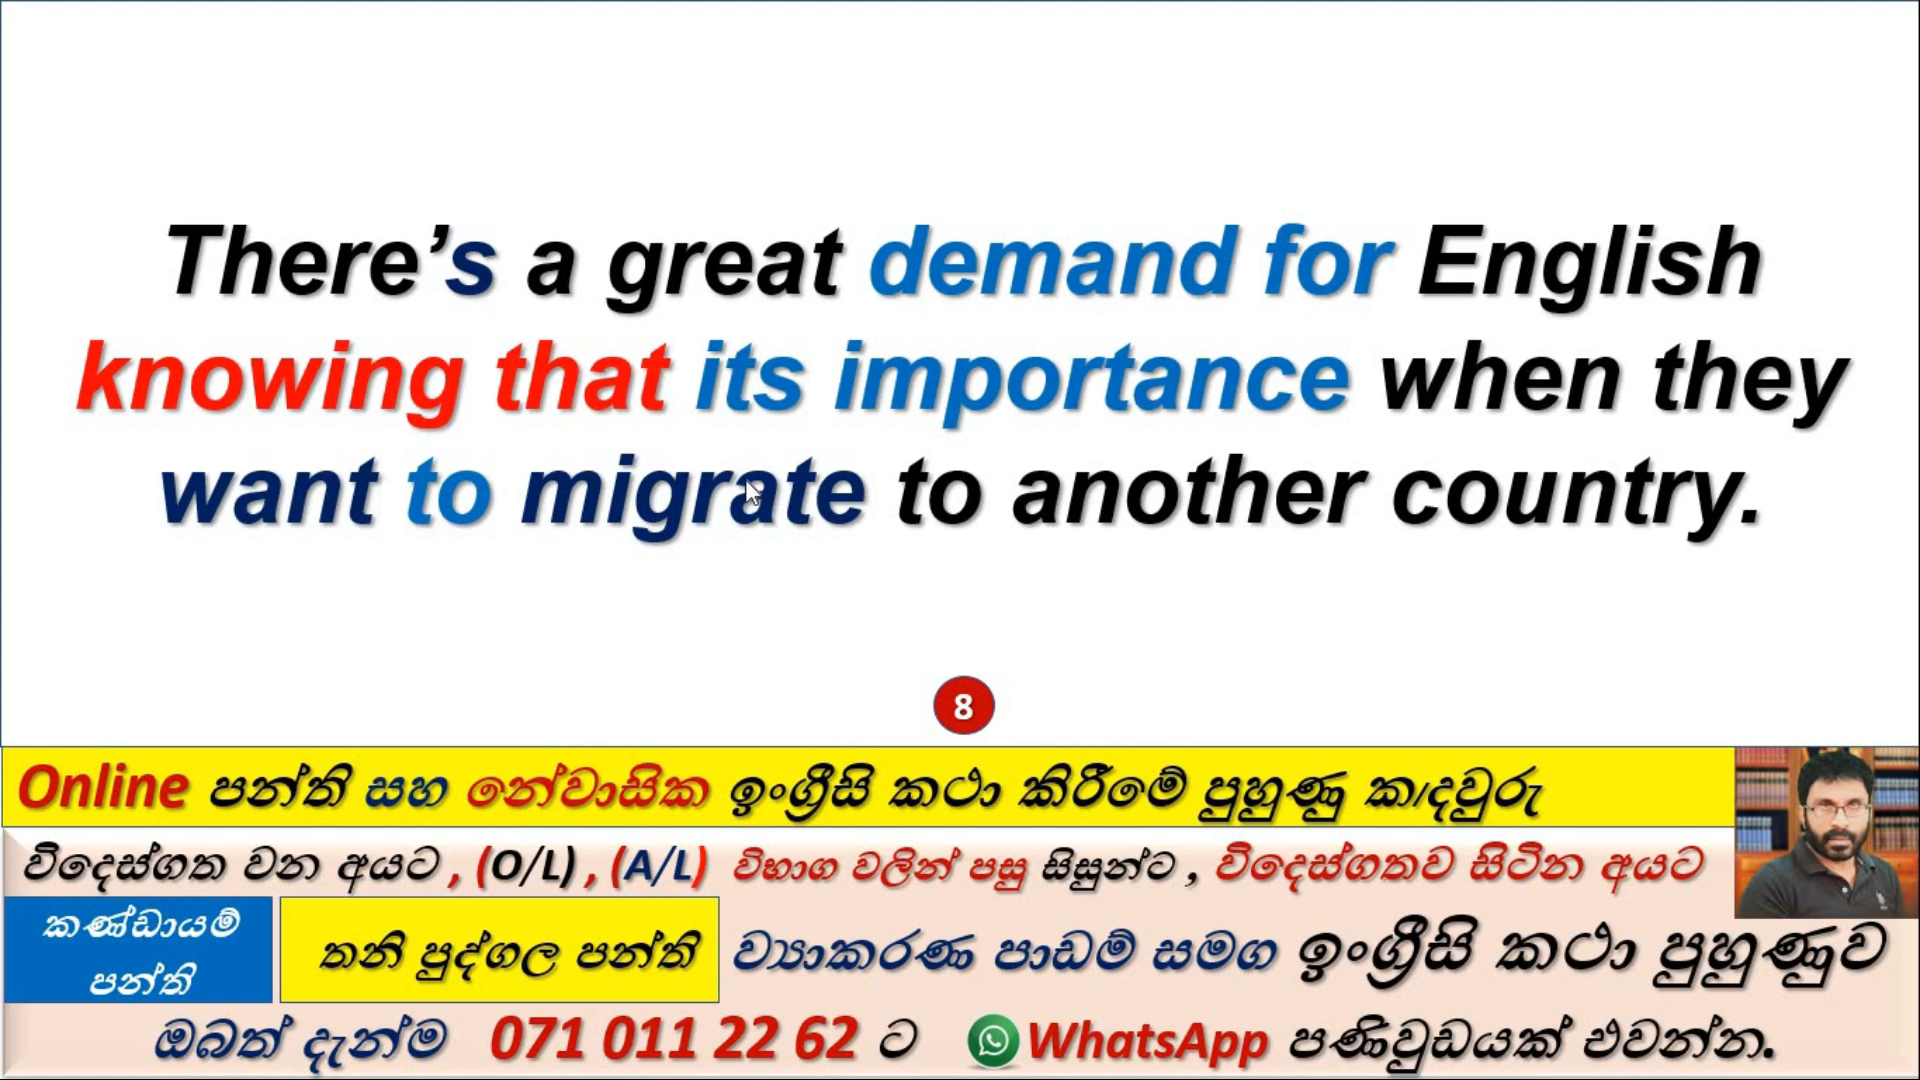 There’s a great demand for English
knowing that its importance when they
want to migrate to another country.
8
Online පන්ති සහ නේවාසික ඉංග්‍රීසි කථා කිරීමේ පුහුණු ක/දවුරු
විදෙස්ගත වන අයට , (O/L) , (A/L) විභාග වලින් පසු සිසුන්ට , විදෙස්ගතව සිටින අයට
කණ්ඩායම්
පන්ති
තනි පුද්ගල පන්ති
ව්‍යාකරණ පාඩම් සමග ඉංග්‍රීසි කථා පුහුණුව
ඔබත් දැන්ම 071 011 22 62 ට WhatsApp පණිවුඩයක් එවන්න.